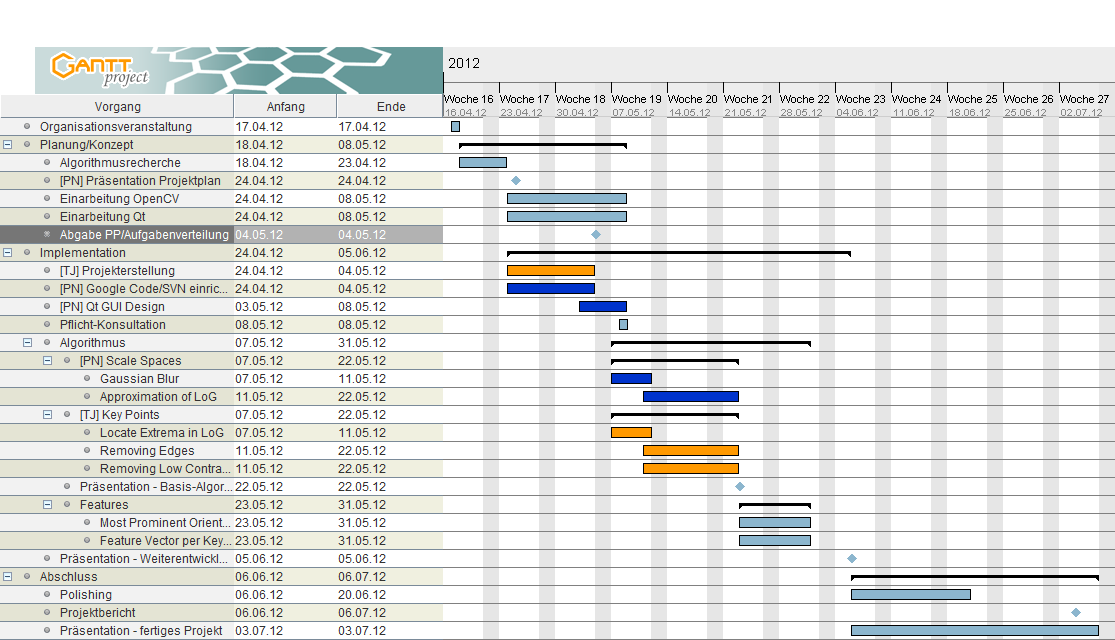 GANTT
project
2012
Vorgang Anfang Ende
Woche 16 Woche 17 Woche 18 Woche 19 Woche 20 Woche 21 Woche 22 Woche 23 Woche 24 Woche 25 Woche 26 Woche 27
16.04.12 23.04.12 30.04.12 07.05.12 14.05.12 21.05.12 28.05.12 04.06.12 11.06.12 18.06.12 25.06.12 02.07.12
Organisationsveranstaltung 17.04.12 17.04.12
Planung/Konzept 18.04.12 08.05.12
Algorithmusrecherche 18.04.12 23.04.12
[PN] Präsentation Projektplan 24.04.12 24.04.12
Einarbeitung OpenCV 24.04.12 08.05.12
Einarbeitung Qt 24.04.12 08.05.12
Abgabe PP/Aufgabenverteilung 04.05.12 04.05.12
Implementation 24.04.12 05.06.12
[TJ] Projekterstellung 24.04.12 04.05.12
[PN] Google Code/SVN einric... 24.04.12 04.05.12
[PN] Qt GUI Design 03.05.12 08.05.12
Pflicht-Konsultation 08.05.12 08.05.12
Algorithmus 07.05.12 31.05.12
[PN] Scale Spaces 07.05.12 22.05.12
Gaussian Blur 07.05.12 11.05.12
Approximation of LoG 11.05.12 22.05.12
[TJ] Key Points 07.05.12 22.05.12
Locate Extrema in LoG 07.05.12 11.05.12
Removing Edges 11.05.12 22.05.12
Removing Low Contra... 11.05.12 22.05.12
Präsentation - Basis-Algor... 22.05.12 22.05.12
Features 23.05.12 31.05.12
Most Prominent Orient... 23.05.12 31.05.12
Feature Vector per Key... 23.05.12 31.05.12
Präsentation - Weiterentwickl... 05.06.12 05.06.12
Abschluss 06.06.12 06.07.12
Polishing 06.06.12 20.06.12
Projektbericht 06.06.12 06.07.12
Präsentation - fertiges Projekt 03.07.12 03.07.12